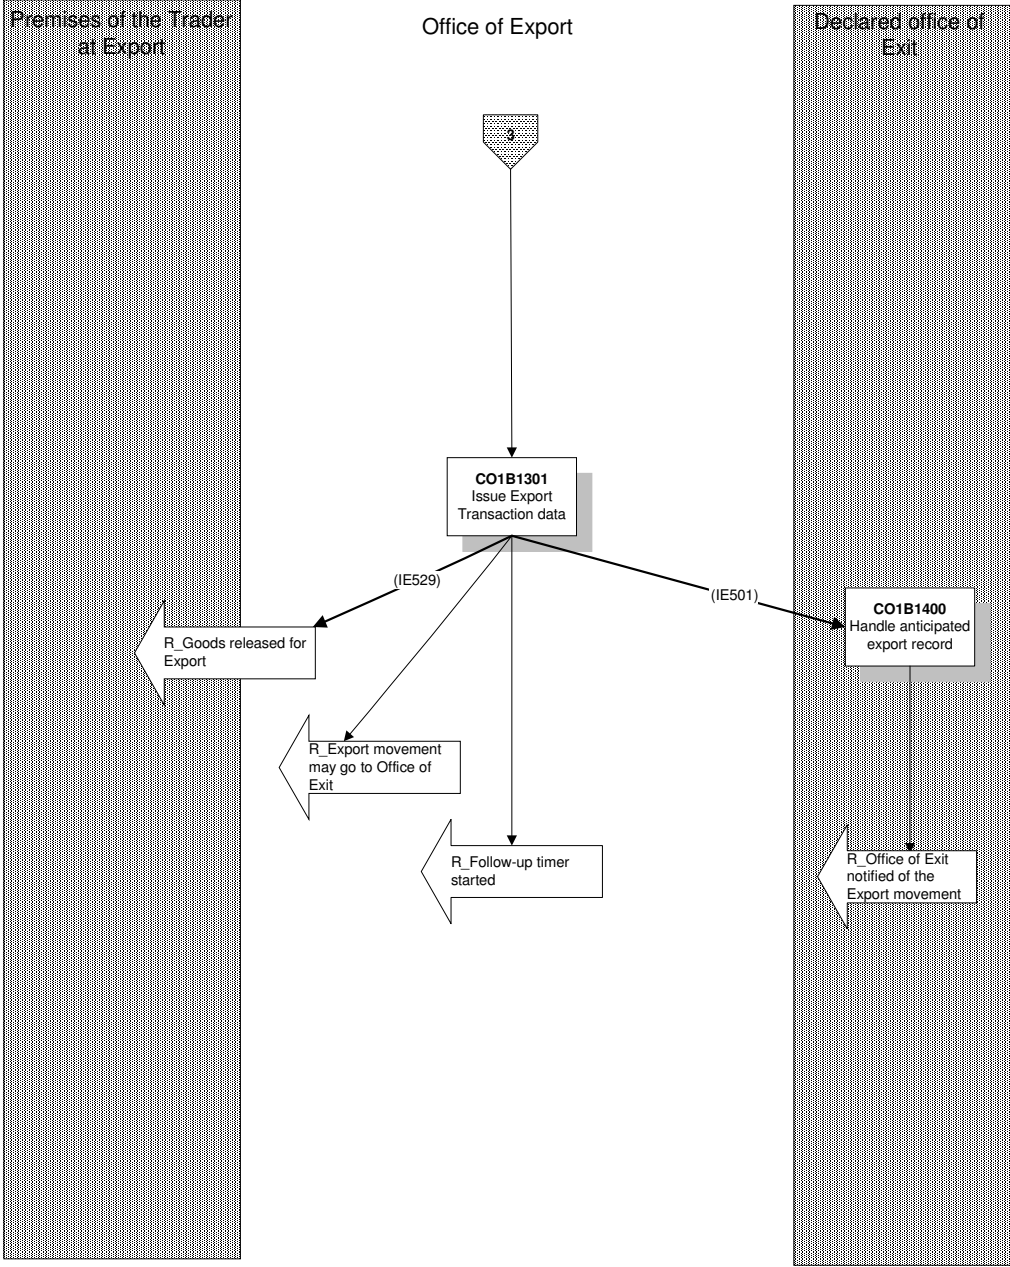 Premises of the Trader
at Export
Office of Export
Declared office of
Exit
3
CO1B1301
Issue Export
Transaction data
(IE529)
(IE501)
CO1B1400
Handle anticipated
export record
R_Goods released for
Export
R_Export movement
may go to Office of
Exit
R_Follow-up timer
started
R_Office of Exit
notified of the
Export movement